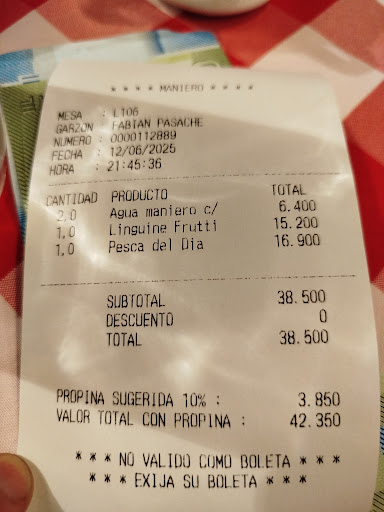 * * * * MANIERO * * * *
MESA : L106
GARZON : FABIAN PASACHE
NUMERO : 0000112889
FECHA : 12/06/2025
HORA : 21:45:36
CANTIDAD PRODUCTO TOTAL
2,0 Agua maniero c/ 6.400
1,0 Linguine Frutti 15.200
1,0 Pesca del Dia 16.900
SUBTOTAL 38.500
DESCUENTO 0
TOTAL 38.500
PROPINA SUGERIDA 10% : 3.850
VALOR TOTAL CON PROPINA : 42.350
* * * NO VALIDO COMO BOLETA * * *
* * * EXIJA SU BOLETA * * *